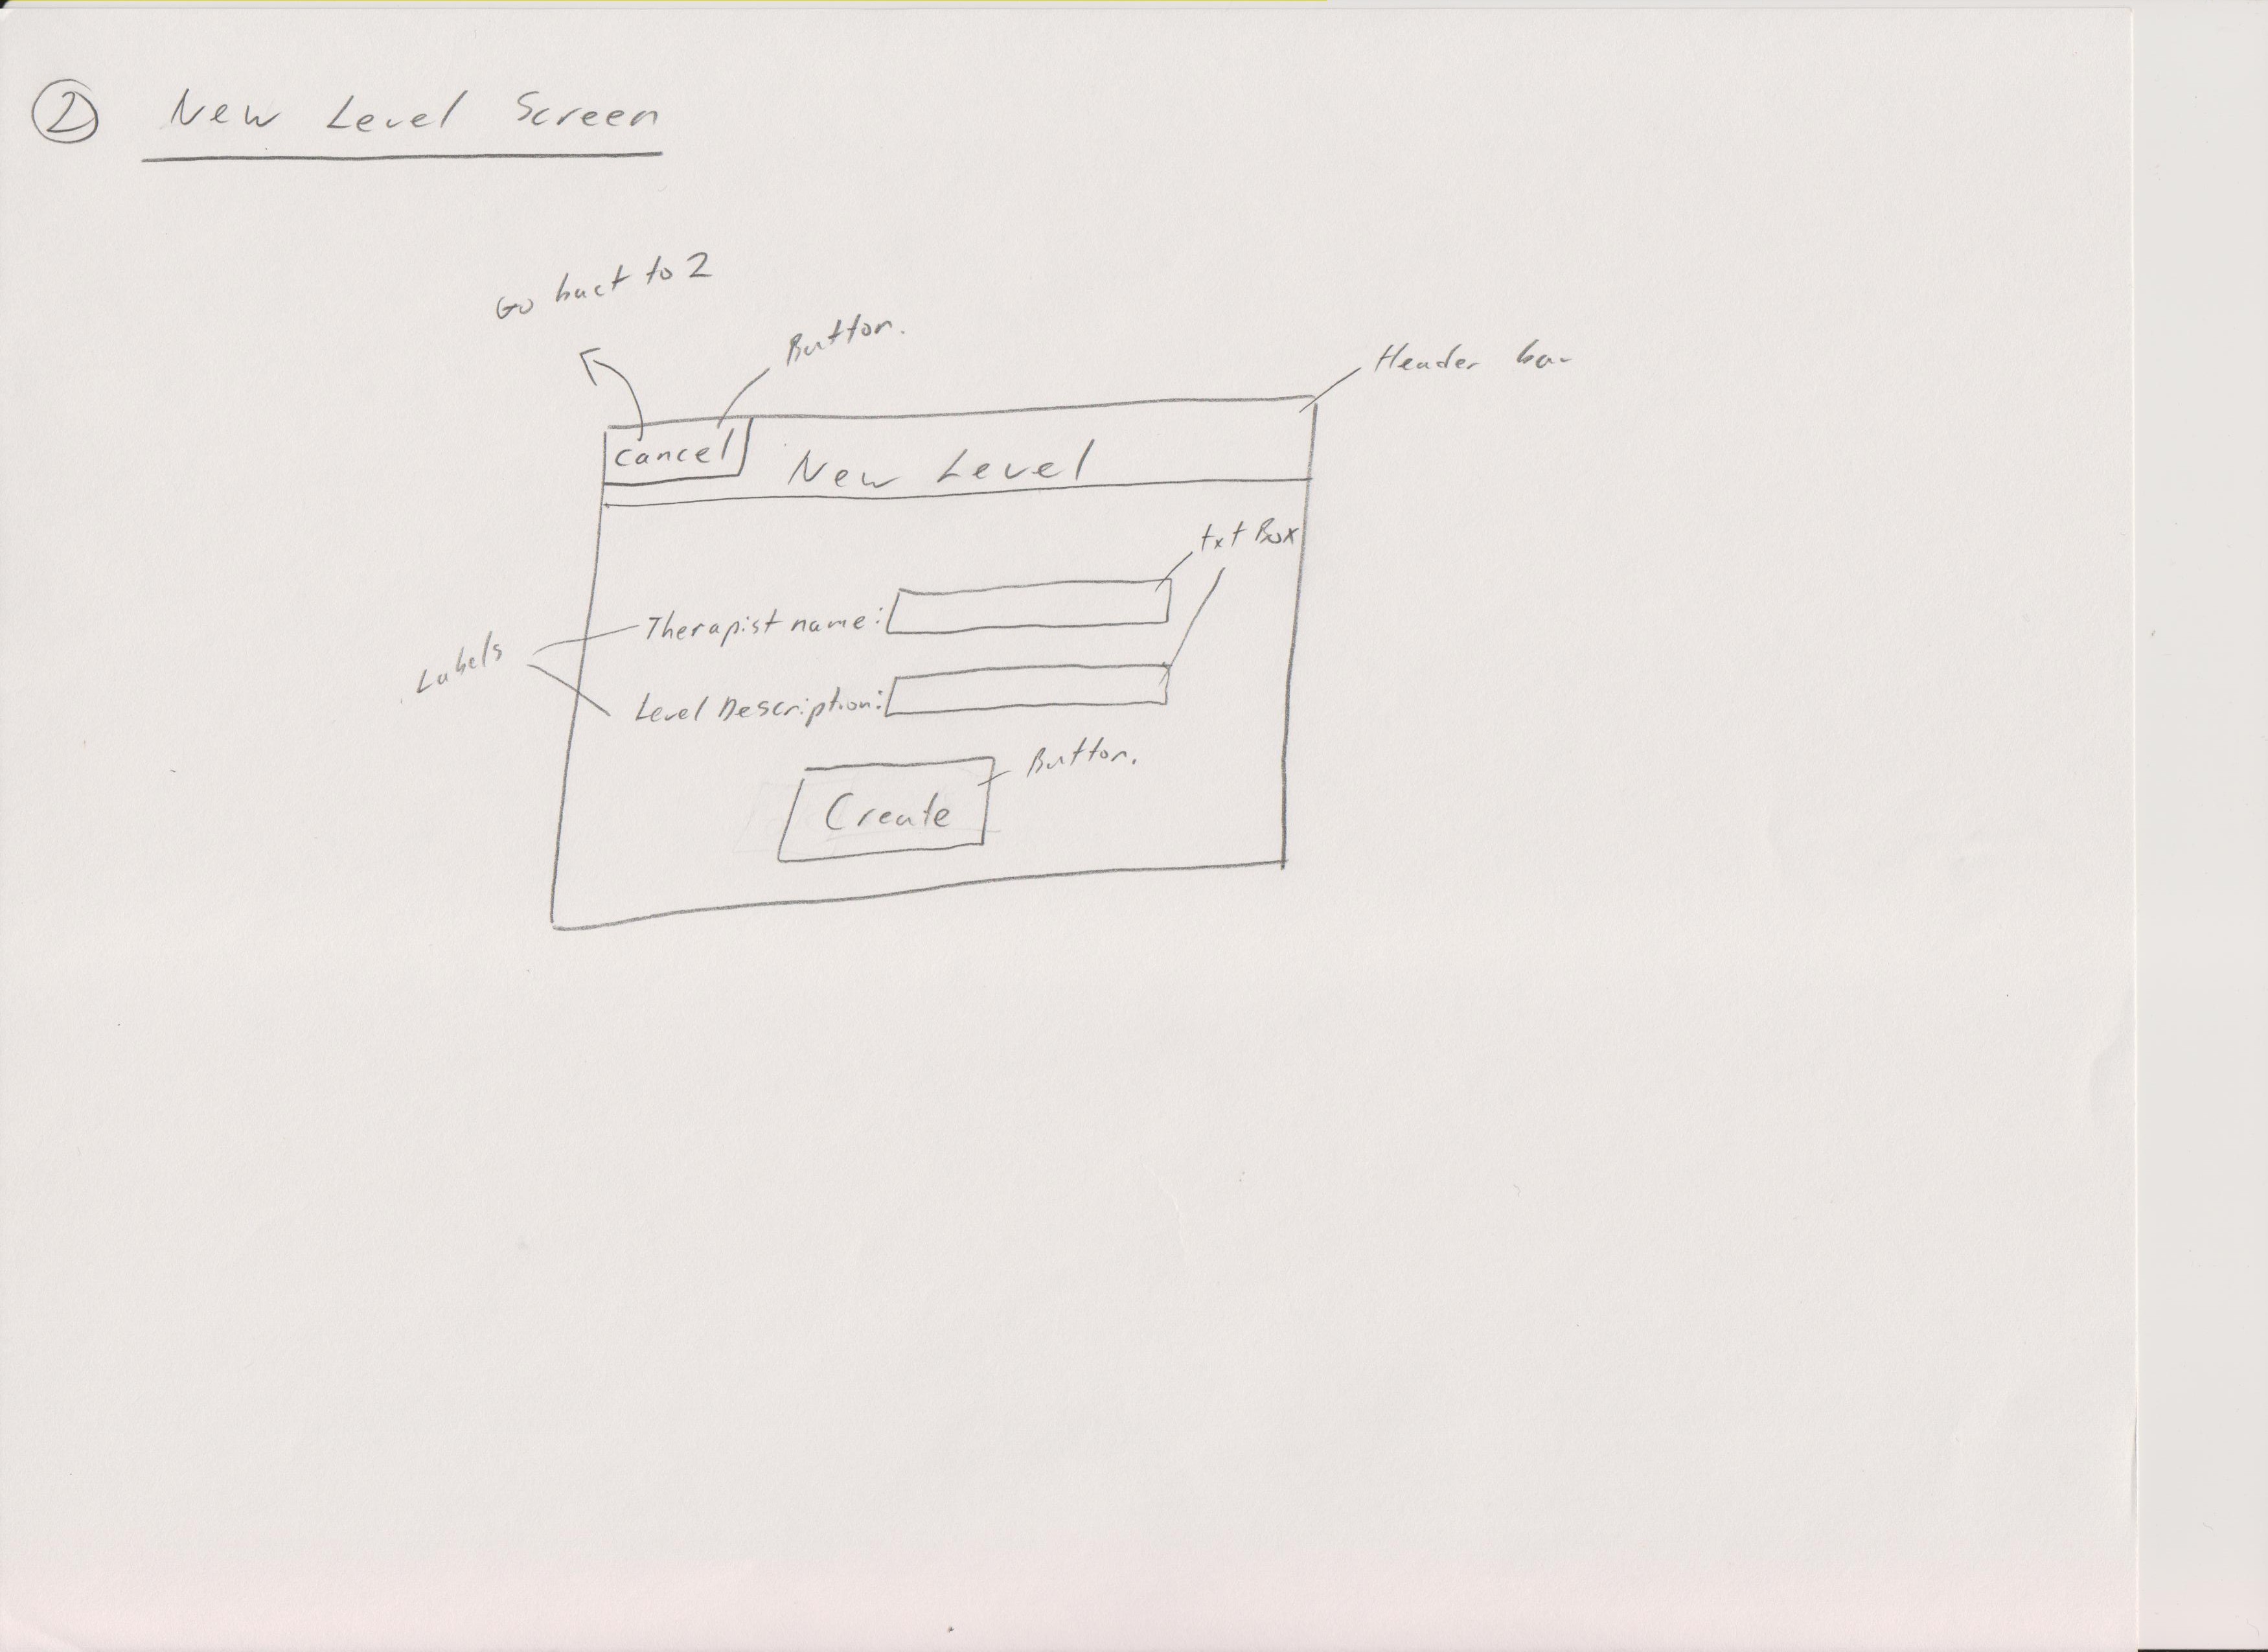 2 New Level Screen
Go back to 2
Button.
Header bar
Cancel
New Level
txt Box
Therapist name:
Labels
Level Description:
Button.
Create